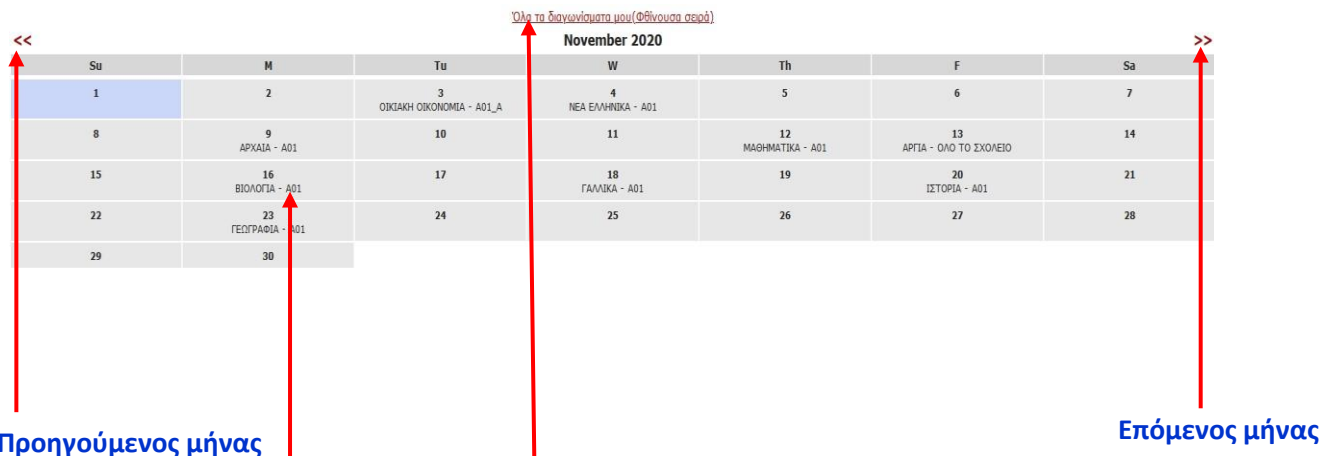 Όλα τα διαγωνίσματα μου(Φθίνουσα σειρά)
<< November 2020 >>
Su M Tu W Th F Sa
1 2 3 4 5 6 7
ΟΙΚΙΑΚΗ ΟΙΚΟΝΟΜΙΑ - Α01_Α ΝΕΑ ΕΛΛΗΝΙΚΑ - Α01
8 9 10 11 12 13 14
ΑΡΧΑΙΑ - Α01 ΜΑΘΗΜΑΤΙΚΑ - Α01 ΑΡΓΙΑ - ΟΛΟ ΤΟ ΣΧΟΛΕΙΟ
15 16 17 18 19 20 21
ΒΙΟΛΟΓΙΑ - Α01 ΓΑΛΛΙΚΑ - Α01 ΙΣΤΟΡΙΑ - Α01
22 23 24 25 26 27 28
ΓΕΩΓΡΑΦΙΑ - Α01
29 30
Επόμενος μήνας
Προηγούμενος μήνας